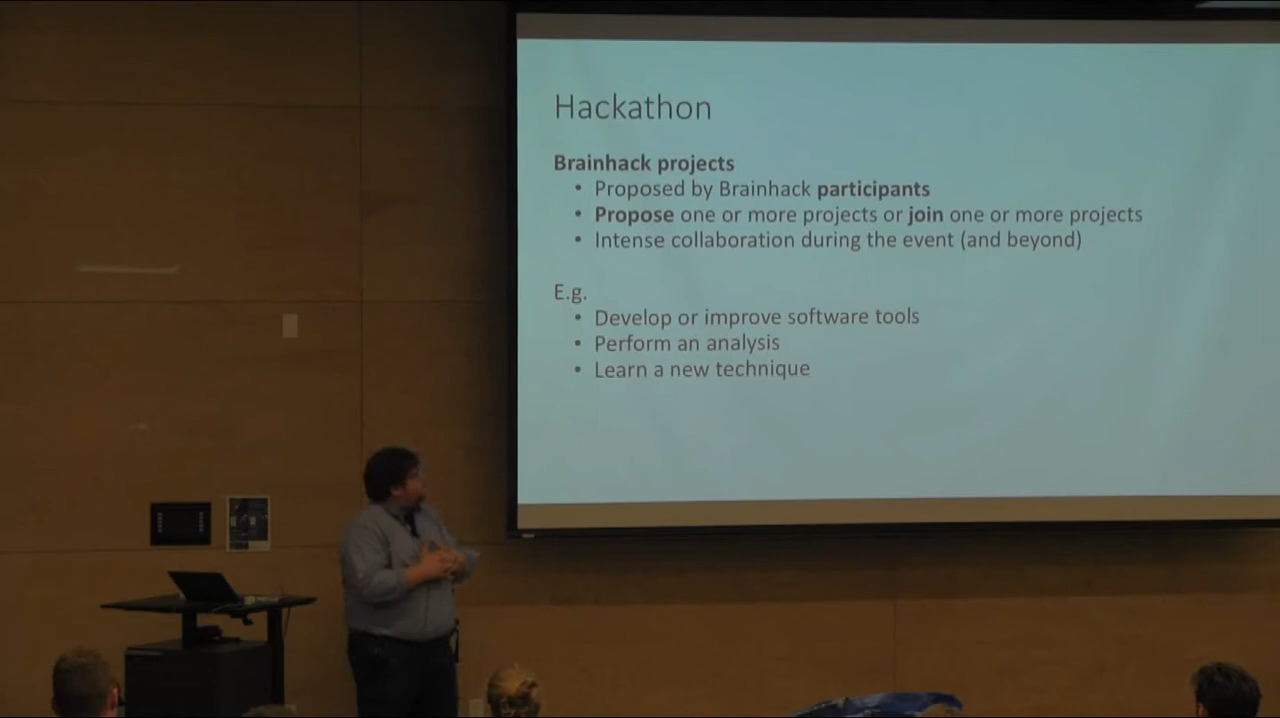 Hackathon
Brainhack projects
• Proposed by Brainhack participants
• Propose one or more projects or join one or more projects
• Intense collaboration during the event (and beyond)
E.g.
• Develop or improve software tools
• Perform an analysis
• Learn a new technique